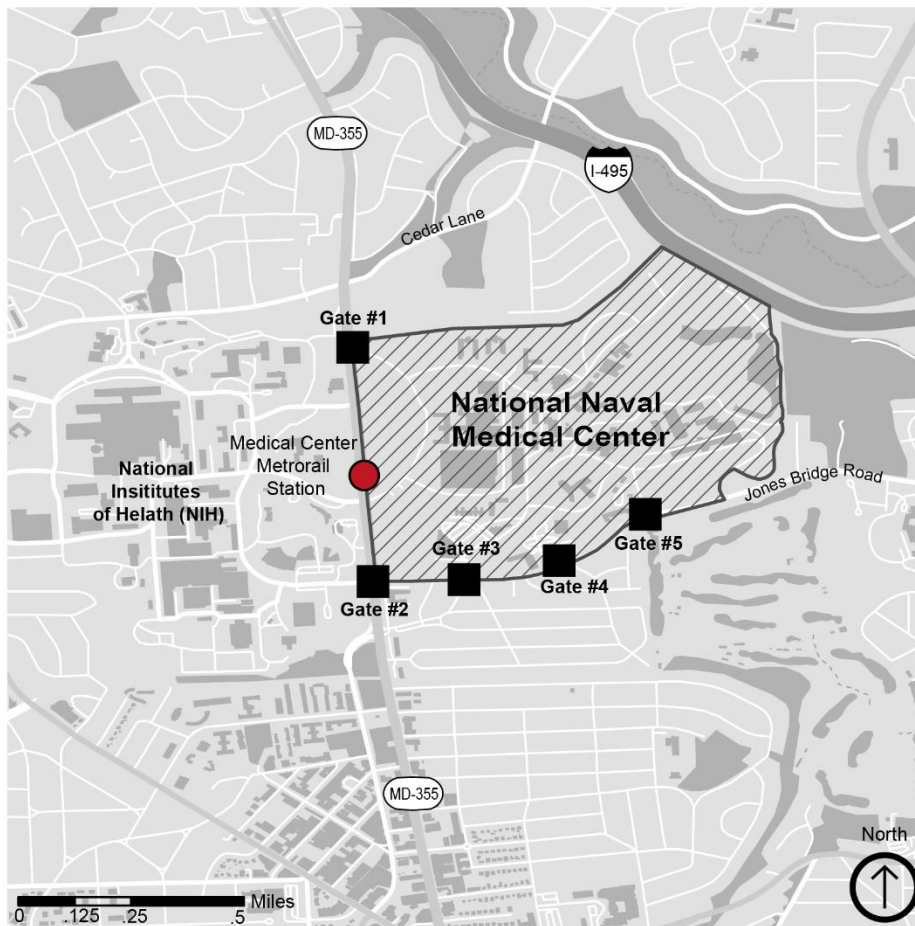 MD-355
I-495
Cedar Lane
Gate #1
National Naval
Medical Center
Medical Center
Metrorail
Station
National
Insititutes
of Helath (NIH)
Jones Bridge Road
Gate #5
Gate #3
Gate #4
Gate #2
MD-355
North
Miles
0 .125 .25 .5